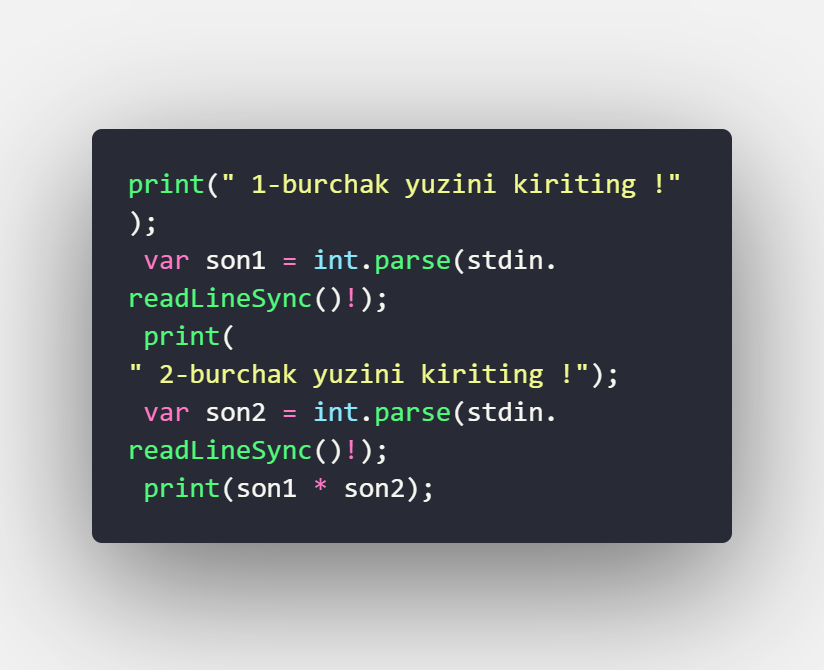 print(" 1-burchak yuzini kiriting !"
);
var son1 = int.parse(stdin.
readLineSync()!);
print(
" 2-burchak yuzini kiriting !");
var son2 = int.parse(stdin.
readLineSync()!);
print(son1 * son2);